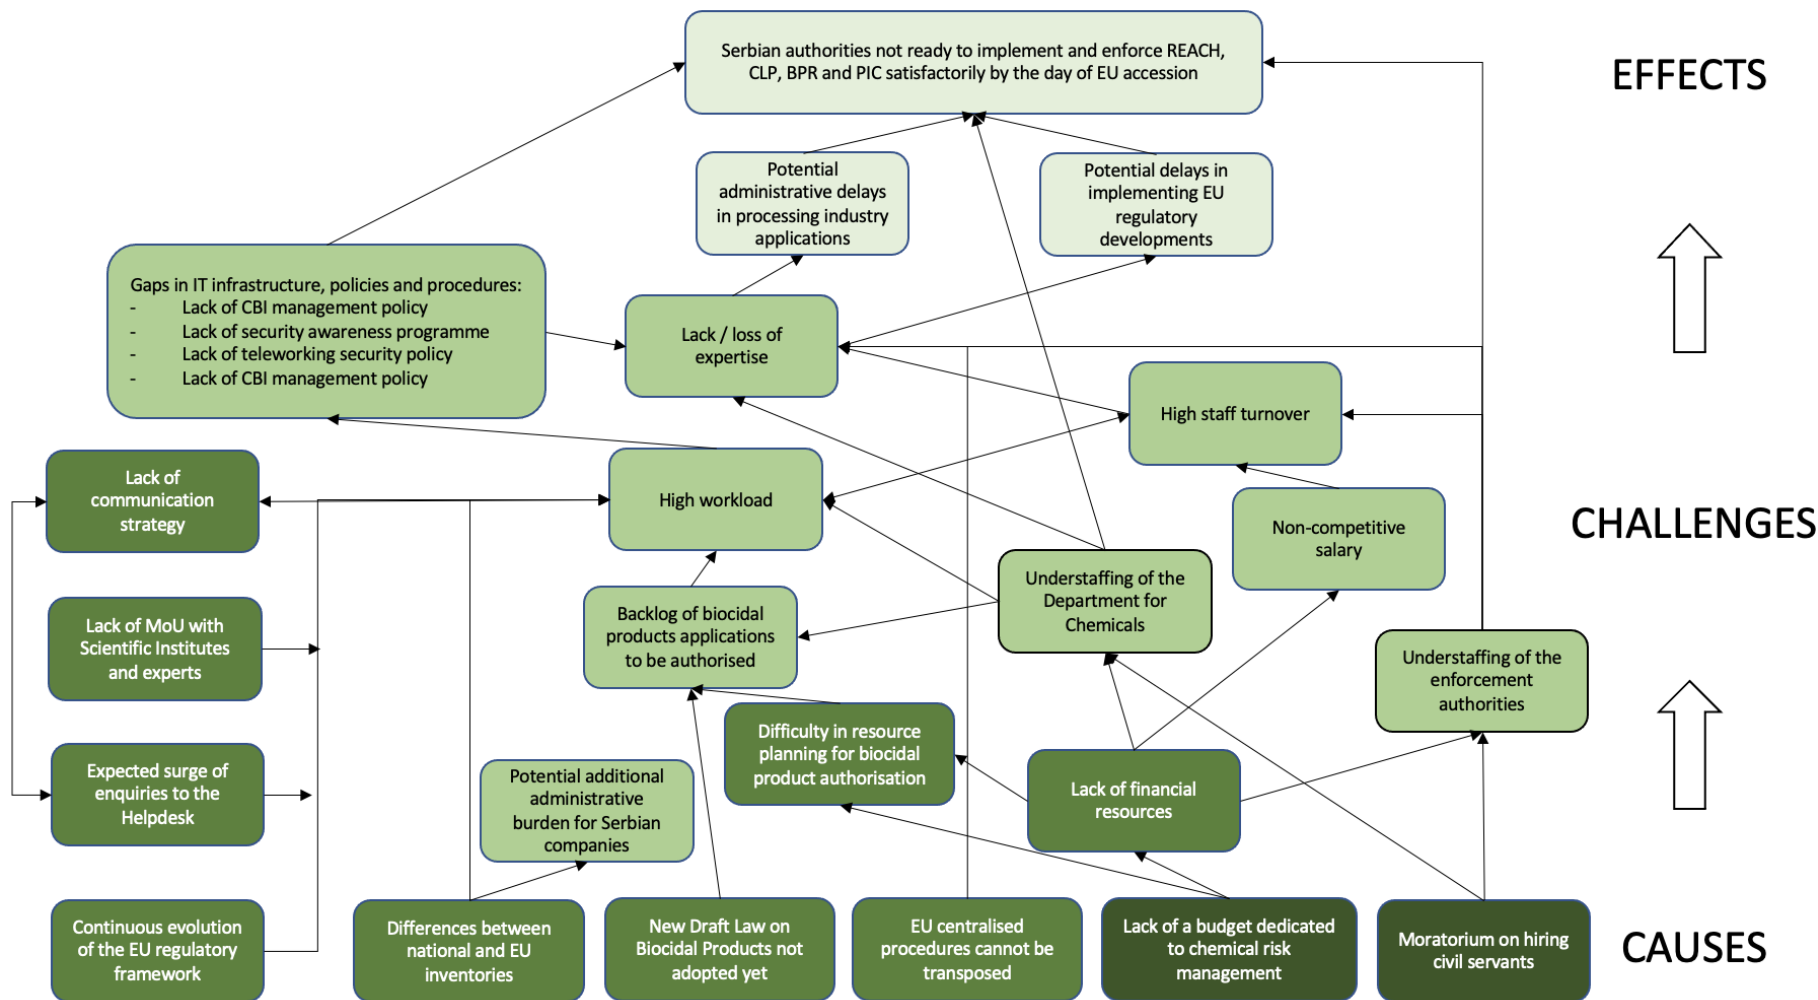 Serbian authorities not ready to implement and enforce REACH,
CLP, BPR and PIC satisfactorily by the day of EU accession
EFFECTS
Potential
administrative delays
in processing industry
applications
Potential delays in
implementing EU
regulatory
developments
Gaps in IT infrastructure, policies and procedures:
- Lack of CBI management policy
- Lack of security awareness programme
- Lack of teleworking security policy
- Lack of CBI management policy
Lack / loss of
expertise
High staff turnover
Lack of
communication
strategy
High workload
Non-competitive
salary
CHALLENGES
Understaffing of the
Department for
Chemicals
Backlog of biocidal
products applications
to be authorised
Lack of MoU with
Scientific Institutes
and experts
Understaffing of the
enforcement
authorities
Difficulty in resource
planning for biocidal
product authorisation
Expected surge of
enquiries to the
Helpdesk
Potential additional
administrative
burden for Serbian
companies
Lack of financial
resources
Continuous evolution
of the EU regulatory
framework
Differences between
national and EU
inventories
New Draft Law on
Biocidal Products not
adopted yet
EU centralised
procedures cannot be
transposed
Lack of a budget dedicated
to chemical risk
management
Moratorium on hiring
civil servants
CAUSES